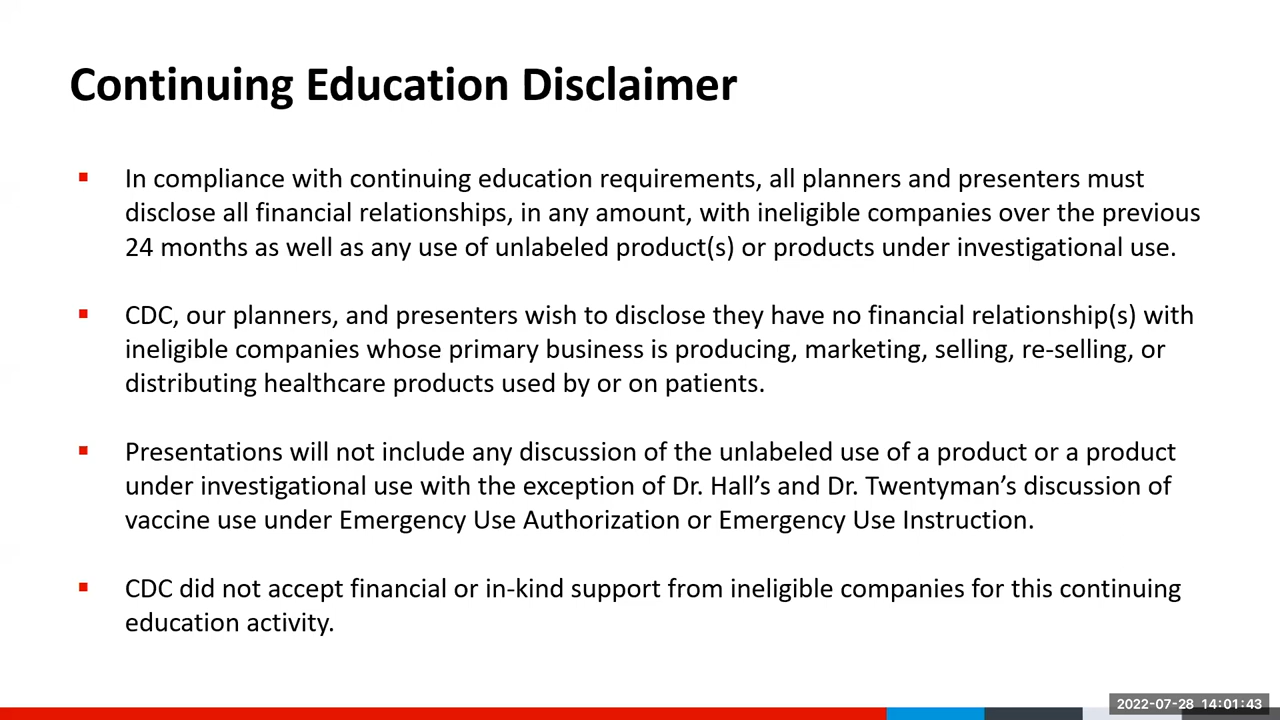 Continuing Education Disclaimer
▪ In compliance with continuing education requirements, all planners and presenters must
disclose all financial relationships, in any amount, with ineligible companies over the previous
24 months as well as any use of unlabeled product(s) or products under investigational use.
▪ CDC, our planners, and presenters wish to disclose they have no financial relationship(s) with
ineligible companies whose primary business is producing, marketing, selling, re-selling, or
distributing healthcare products used by or on patients.
▪ Presentations will not include any discussion of the unlabeled use of a product or a product
under investigational use with the exception of Dr. Hall’s and Dr. Twentyman’s discussion of
vaccine use under Emergency Use Authorization or Emergency Use Instruction.
▪ CDC did not accept financial or in-kind support from ineligible companies for this continuing
education activity.
2022-07-28 14:01:43